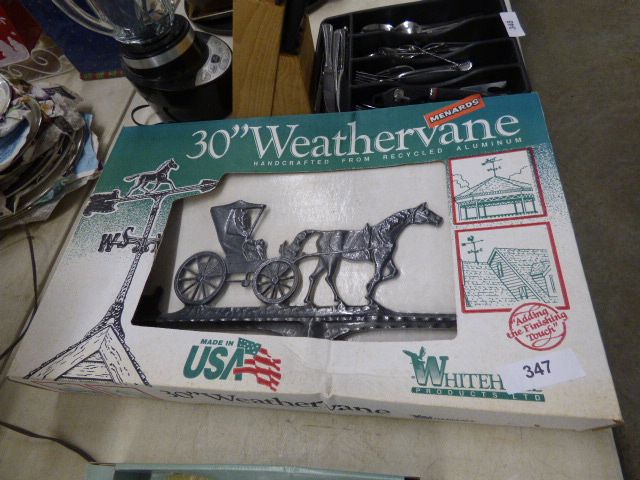 348
MENARDS
30" Weathervane
HANDCRAFTED FROM RECYCLED ALUMINUM
W S
"Adding
the Finishing
Touch"
MADE IN
USA
WHITEH
PRODUCTS LTD
347
30" Weathervane